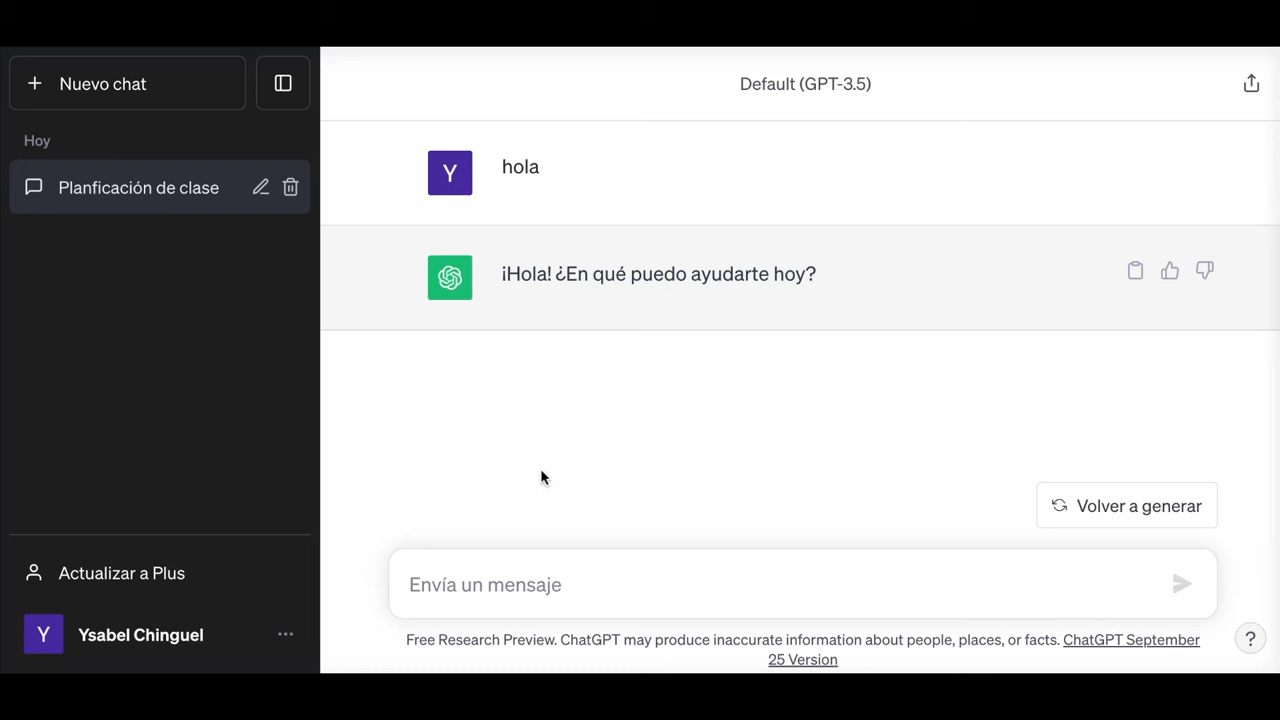 Nuevo chat
Hoy
Planficación de clase
Actualizar a Plus
Y Ysabel Chinguel
Default (GPT-3.5)
Y hola
¡Hola! ¿En qué puedo ayudarte hoy?
Volver a generar
Envía un mensaje
Free Research Preview. ChatGPT may produce inaccurate information about people, places, or facts. ChatGPT September
25 Version
?